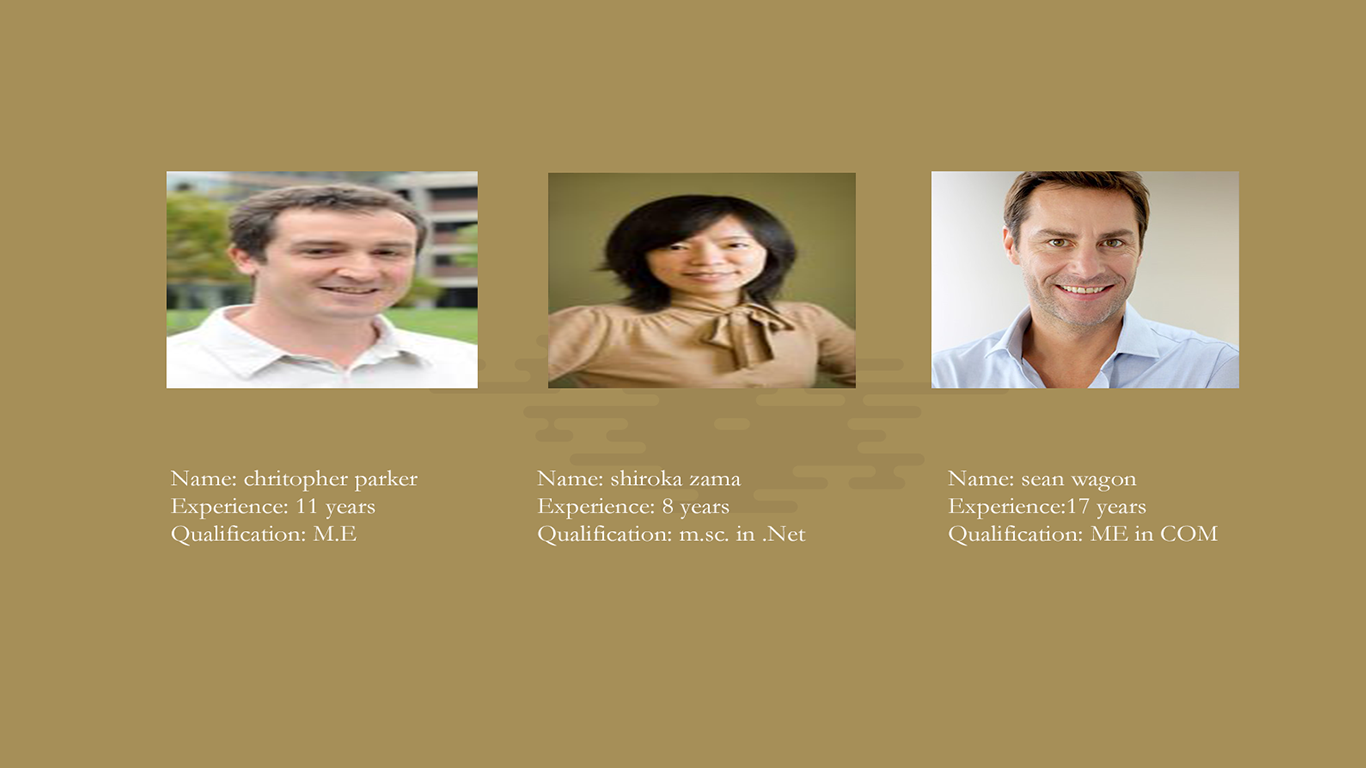 Name: chritopher parker
Experience: 11 years
Qualification: M.E
Name: shiroka zama
Experience: 8 years
Qualification: m.sc. in .Net
Name: sean wagon
Experience:17 years
Qualification: ME in COM